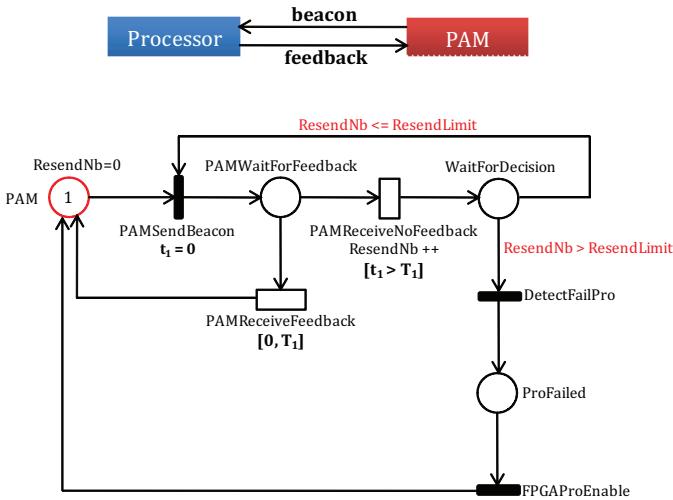 beacon
Processor
PAM
feedback
ResendNb <= ResendLimit
ResendNb=0
PAMWaitForFeedback
WaitForDecision
PAM
1
PAMSendBeacon
t₁ = 0
PAMReceiveNoFeedback
ResendNb ++
[t₁ > T₁]
ResendNb > ResendLimit
PAMReceiveFeedback
[0, T₁]
DetectFailPro
ProFailed
FPGAProEnable